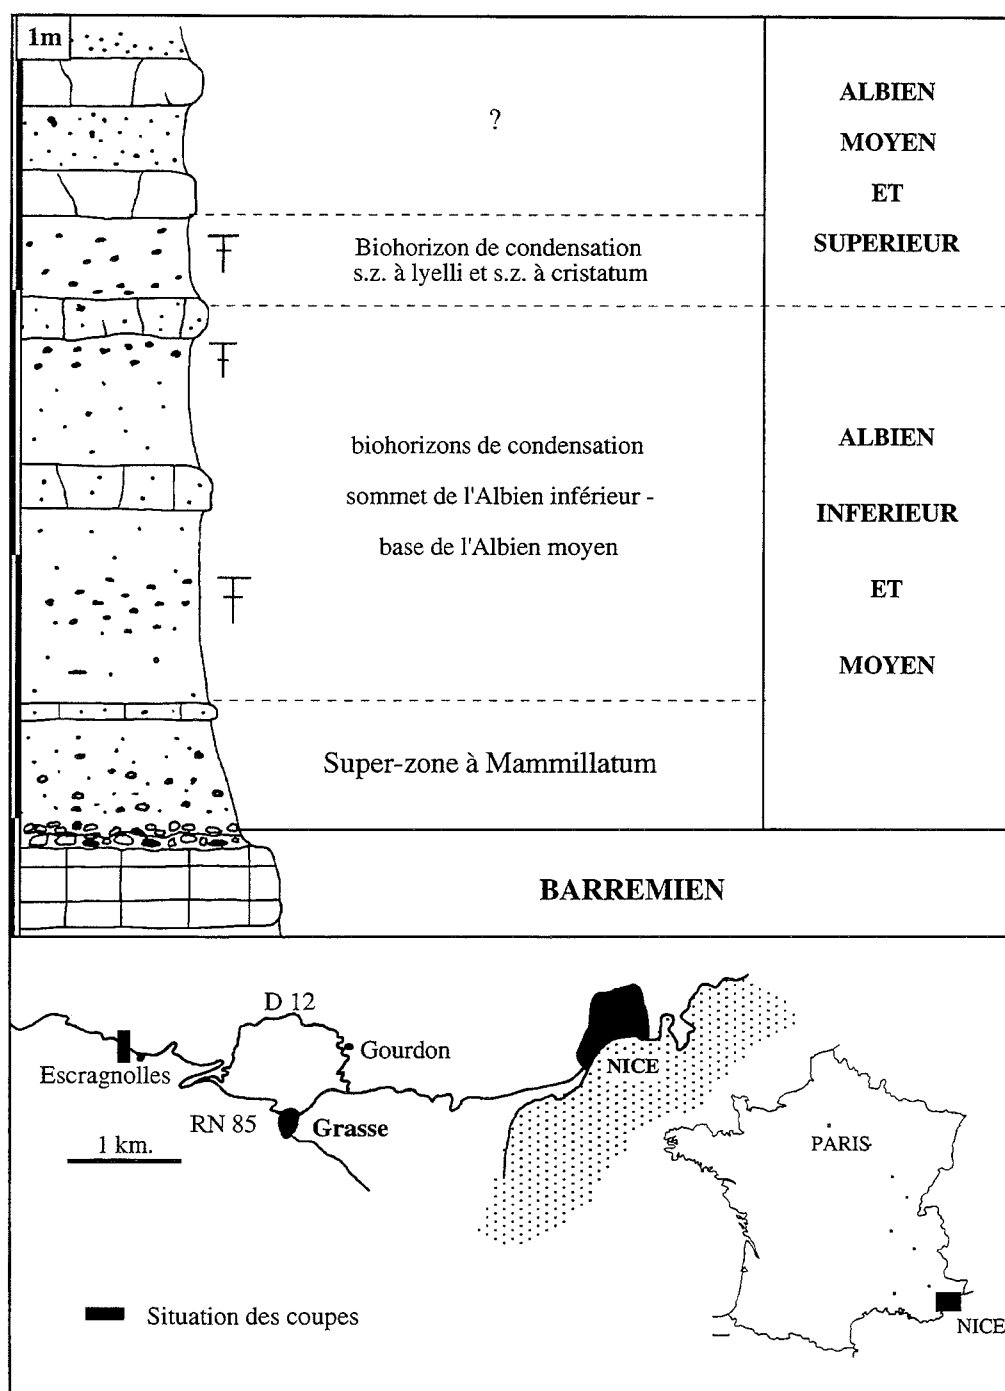 1m
?
Biohorizon de condensation
s.z. à lyelli et s.z. à cristatum
ALBIEN
MOYEN
ET
SUPERIEUR
biohorizons de condensation
sommet de l'Albien inférieur -
base de l'Albien moyen
ALBIEN
INFERIEUR
ET
MOYEN
Super-zone à Mammillatum
BARREMIEN
D 12
Gourdon
Escragnolles
NICE
RN 85
Grasse
1 km.
PARIS
Situation des coupes
NICE